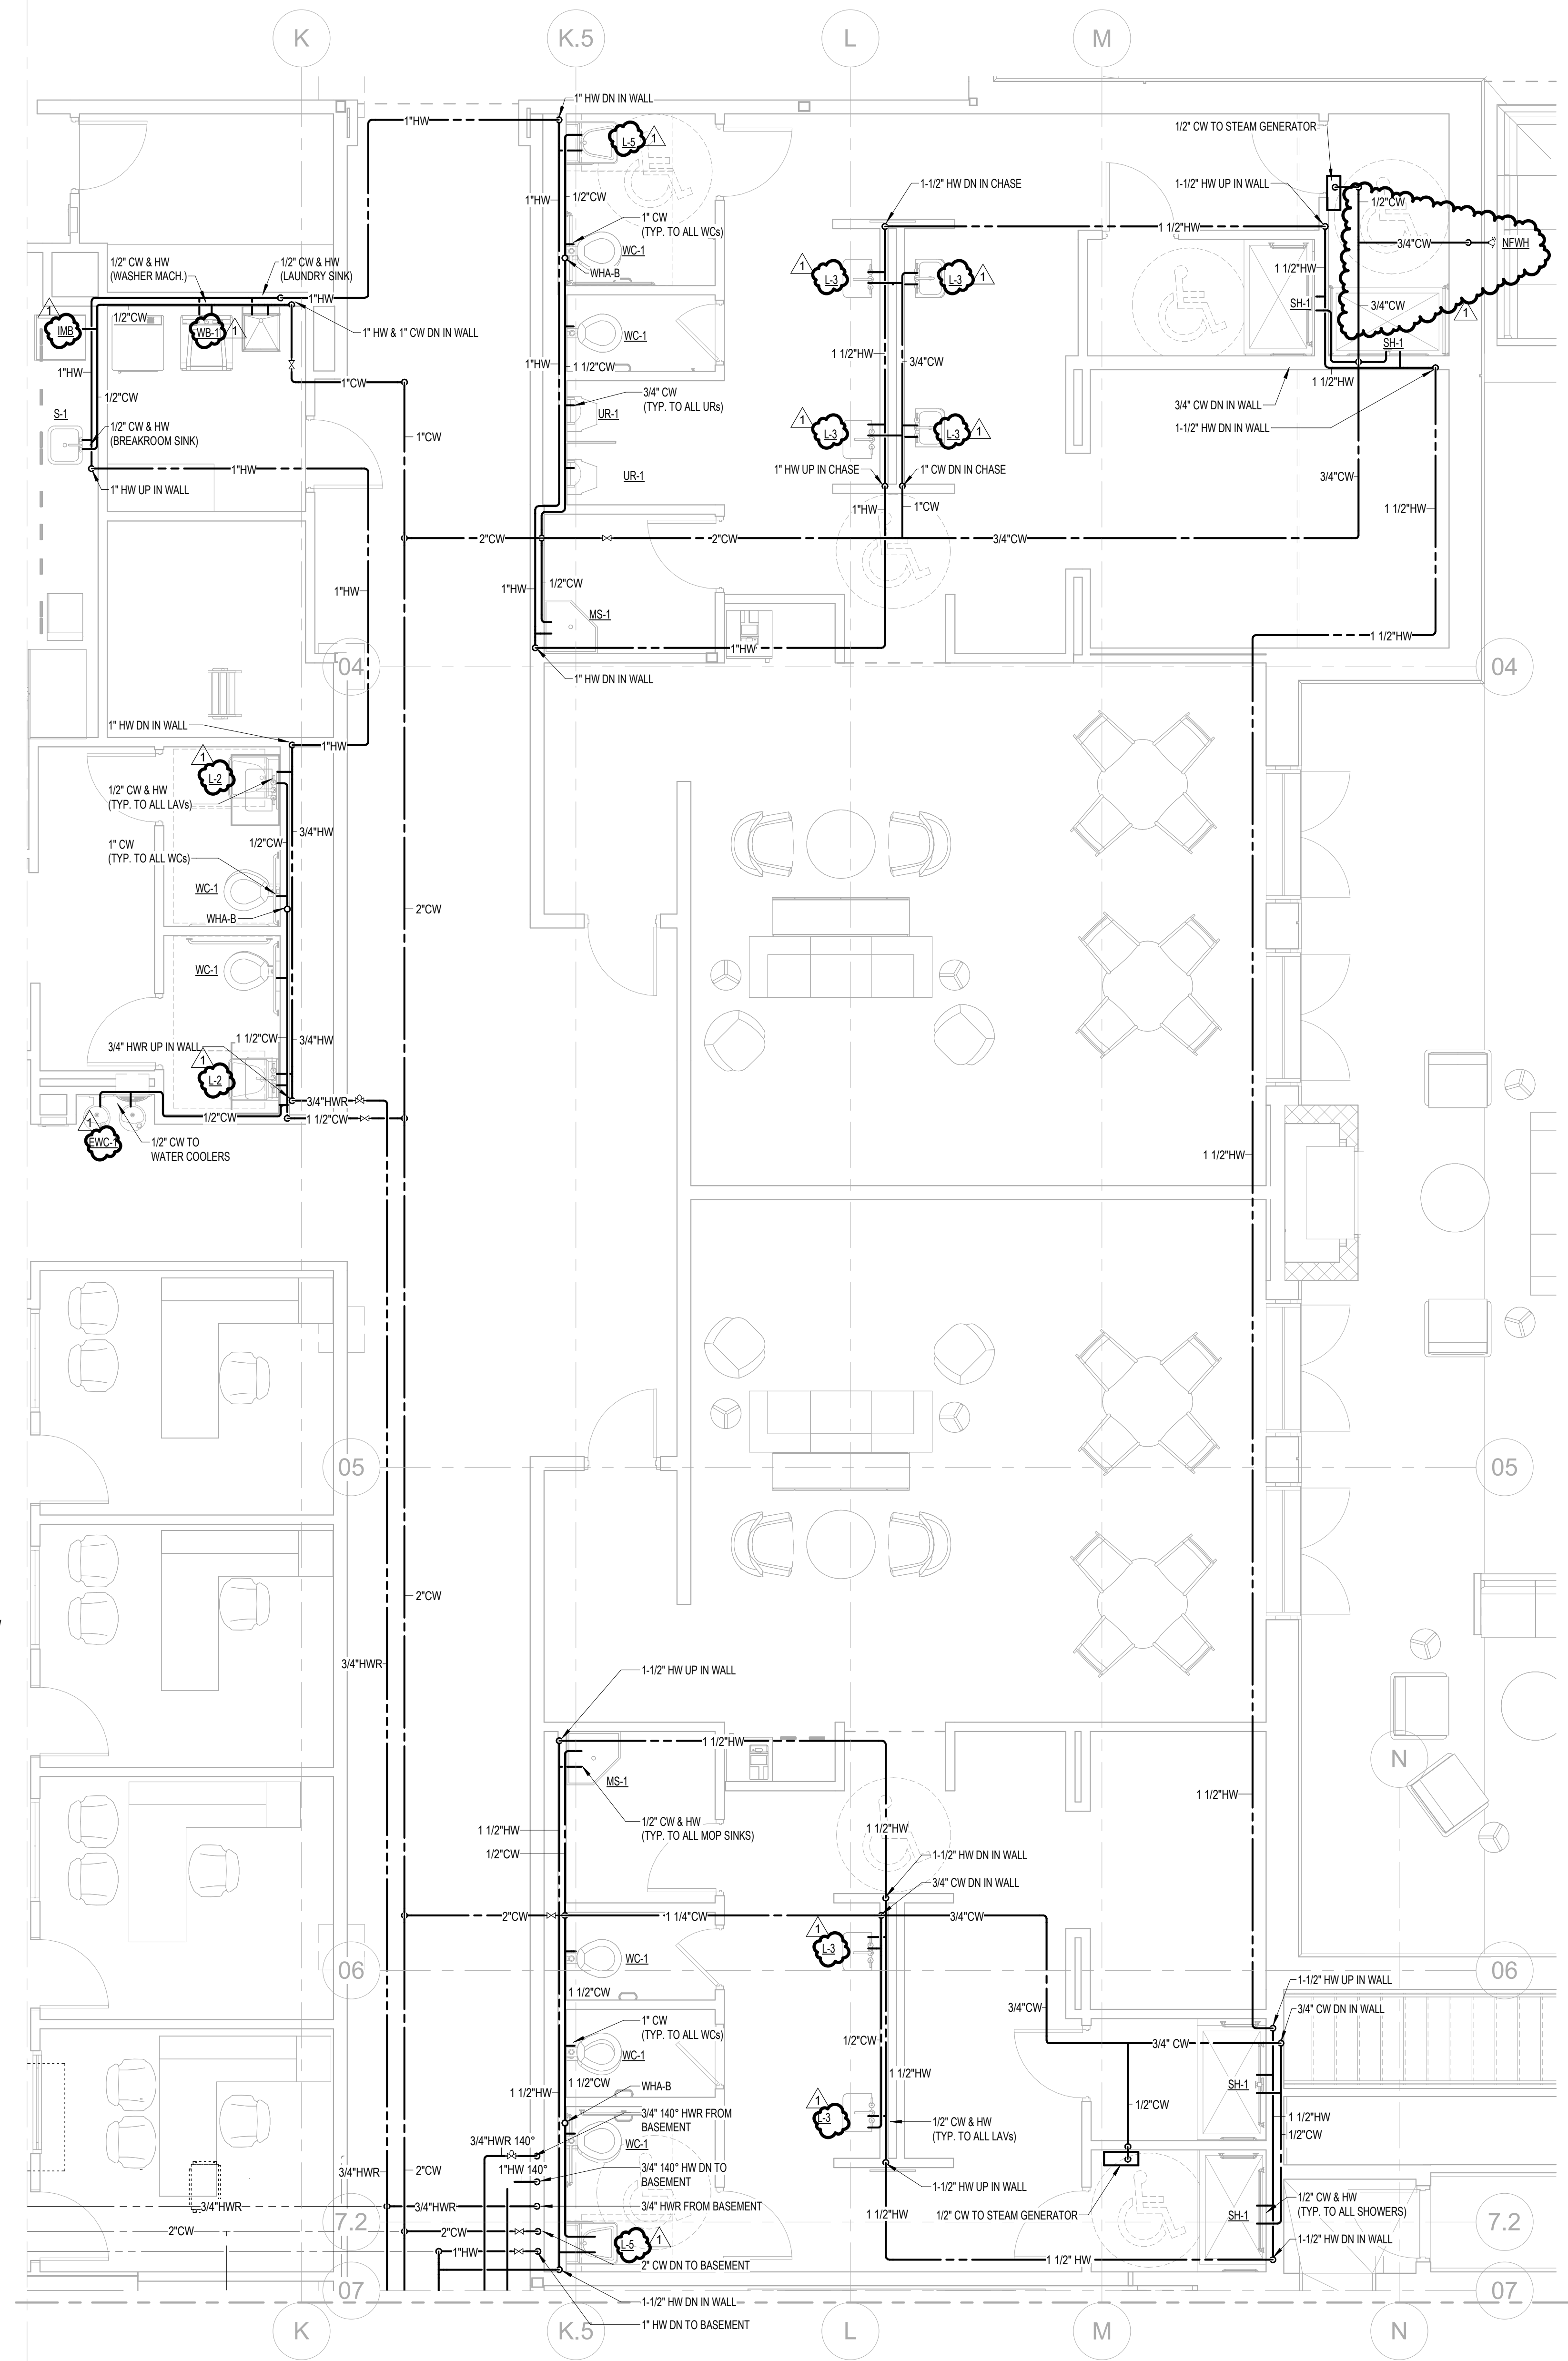 K
K.5
L
M
1" HW DN IN WALL
1"HW
L-5
1
1/2" CW TO STEAM GENERATOR
1-1/2" HW DN IN CHASE
1-1/2" HW UP IN WALL
1"HW
1/2"CW
1/2"CW
1" CW
(TYP. TO ALL WCs)
1 1/2"HW
NFWH
3/4"CW
WC-1
1/2" CW & HW
(WASHER MACH.)
1/2" CW & HW
(LAUNDRY SINK)
WHA-B
1
L-3
L-3
1
1 1/2"HW
1"HW
SH-1
3/4"CW
1
1
IMB
1/2"CW
WB-1
1
1" HW & 1" CW DN IN WALL
WC-1
SH-1
1 1/2"HW
3/4"CW
1"HW
1 1/2"CW
1"HW
1"CW
1 1/2"HW
1/2"CW
3/4" CW
(TYP. TO ALL URs)
3/4" CW DN IN WALL
S-1
UR-1
1/2" CW & HW
(BREAKROOM SINK)
1"CW
1
L-3
L-3
1
1-1/2" HW DN IN WALL
1"HW
1" HW UP IN CHASE
1" CW DN IN CHASE
UR-1
3/4"CW
1" HW UP IN WALL
1"HW
1"CW
1 1/2"HW
2"CW
2"CW
3/4"CW
1"HW
1"HW
1/2"CW
MS-1
1 1/2"HW
1"HW
04
04
1" HW DN IN WALL
1" HW DN IN WALL
1"HW
1
L-2
1/2" CW & HW
(TYP. TO ALL LAVs)
3/4"HW
1/2"CW
1" CW
(TYP. TO ALL WCs)
WC-1
WHA-B
2"CW
WC-1
1 1/2"CW
3/4"HW
3/4" HWR UP IN WALL
1
L-2
3/4"HWR
1/2"CW
1 1/2"CW
1
EWC-1
1/2" CW TO
WATER COOLERS
1 1/2"HW
05
05
2"CW
3/4"HWR
1-1/2" HW UP IN WALL
1 1/2"HW
N
MS-1
1 1/2"HW
1/2" CW & HW
(TYP. TO ALL MOP SINKS)
1 1/2"HW
1 1/2"HW
1/2"CW
1-1/2" HW DN IN WALL
3/4" CW DN IN WALL
2"CW
1 1/4"CW
3/4"CW
1
L-3
WC-1
06
06
1-1/2" HW UP IN WALL
1 1/2"CW
3/4"CW
3/4" CW DN IN WALL
1" CW
(TYP. TO ALL WCs)
1/2"CW
3/4" CW
WC-1
1 1/2"HW
1 1/2"CW
SH-1
1 1/2"HW
WHA-B
1
L-3
1/2"CW
3/4" 140° HWR FROM
BASEMENT
1/2" CW & HW
(TYP. TO ALL LAVs)
1 1/2"HW
1/2"CW
3/4"HWR 140°
WC-1
3/4"HWR
2"CW
1"HW 140°
3/4" 140° HW DN TO
BASEMENT
1-1/2" HW UP IN WALL
1/2" CW & HW
(TYP. TO ALL SHOWERS)
3/4"HWR
3/4"HWR
3/4" HWR FROM BASEMENT
1 1/2"HW
1/2" CW TO STEAM GENERATOR
SH-1
7.2
7.2
2"CW
2"CW
L-5
1
1-1/2" HW DN IN WALL
1"HW
2" CW DN TO BASEMENT
1 1/2" HW
07
07
1-1/2" HW DN IN WALL
1" HW DN TO BASEMENT
K
K.5
L
M
N